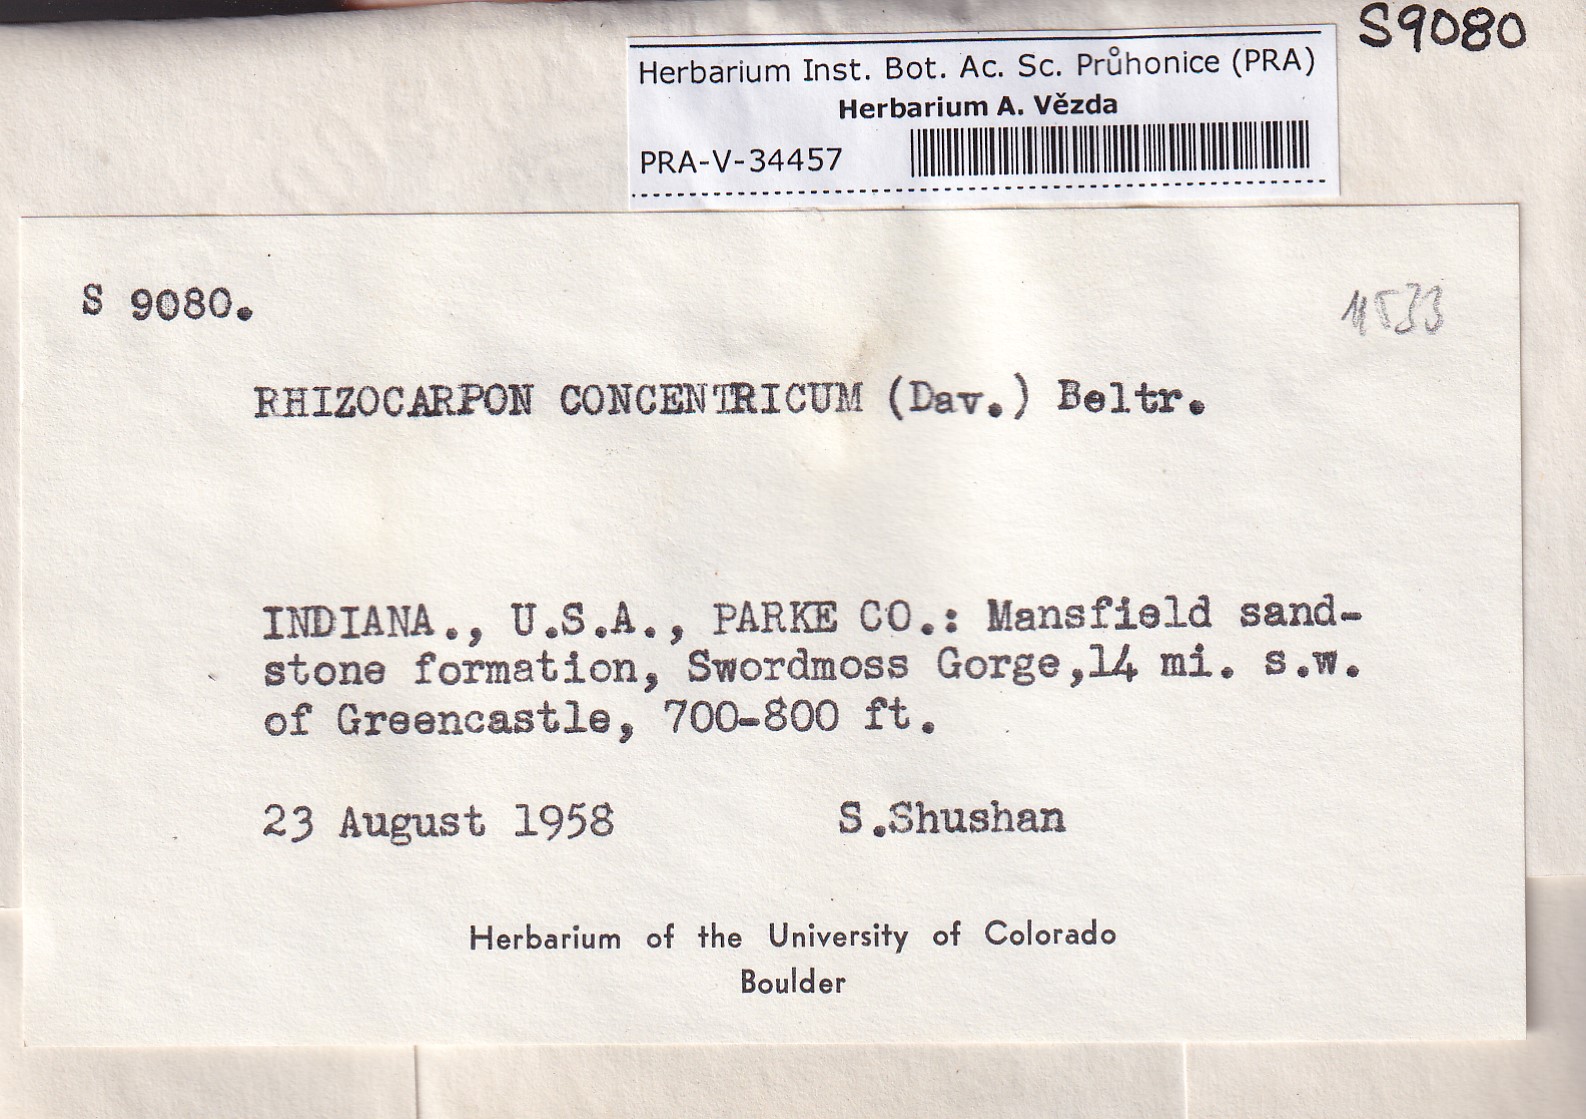 S9080
Herbarium Inst. Bot. Ac. Sc. Průhonice (PRA)
Herbarium A. Vězda
PRA-V-34457
S 9080.
11533
RHIZOCARPON CONCENTRICUM (Dav.) Beltr.
INDIANA., U.S.A., PARKE CO.: Mansfield sand-
stone formation, Swordmoss Gorge,14 mi. s.w.
of Greencastle, 700-800 ft.
23 August 1958 S.Shushan
Herbarium of the University of Colorado
Boulder